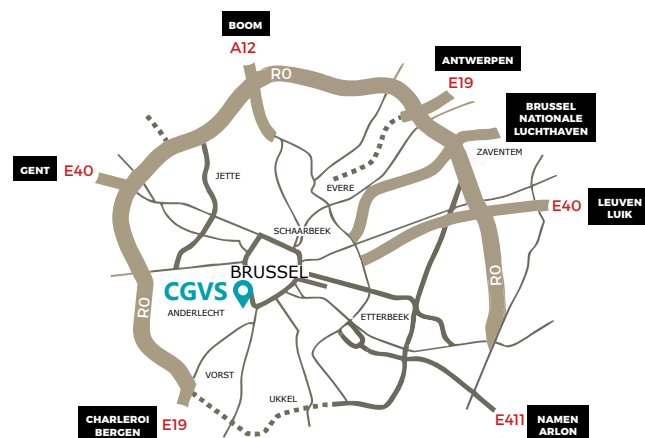 BOOM
A12
R0
ANTWERPEN
E19
BRUSSEL
NATIONALE
LUCHTHAVEN
ZAVENTEM
GENT
E40
JETTE
EVERE
LEUVEN
LUIK
E40
SCHAARBEEK
BRUSSEL
CGVS
ANDERLECHT
R0
R0
ETTERBEEK
VORST
UKKEL
CHARLEROI
BERGEN
E19
E411
NAMEN
ARLON